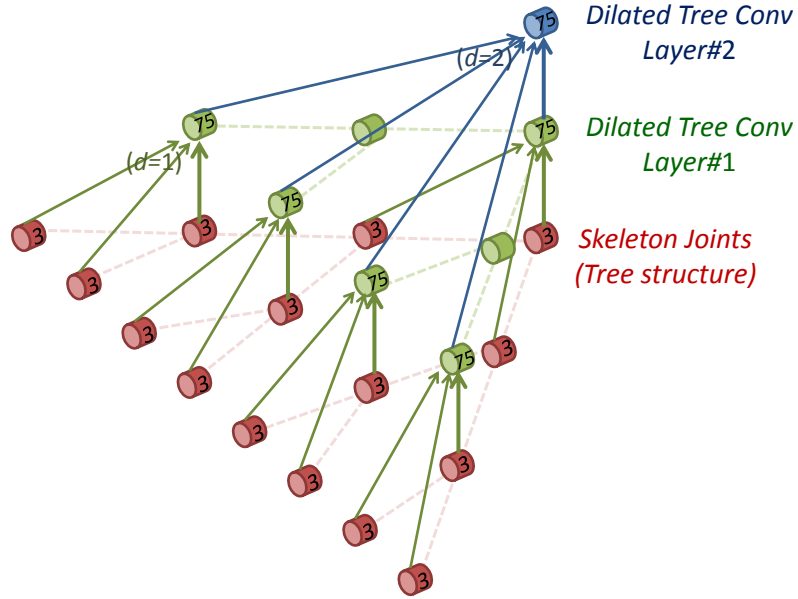 75
Dilated Tree Conv
Layer#2
(d=2)
75
75
Dilated Tree Conv
Layer#1
(d=1)
75
3
3
3
3
Skeleton Joints
(Tree structure)
3
75
3
3
75
3
3
3
3
3
3
3
3